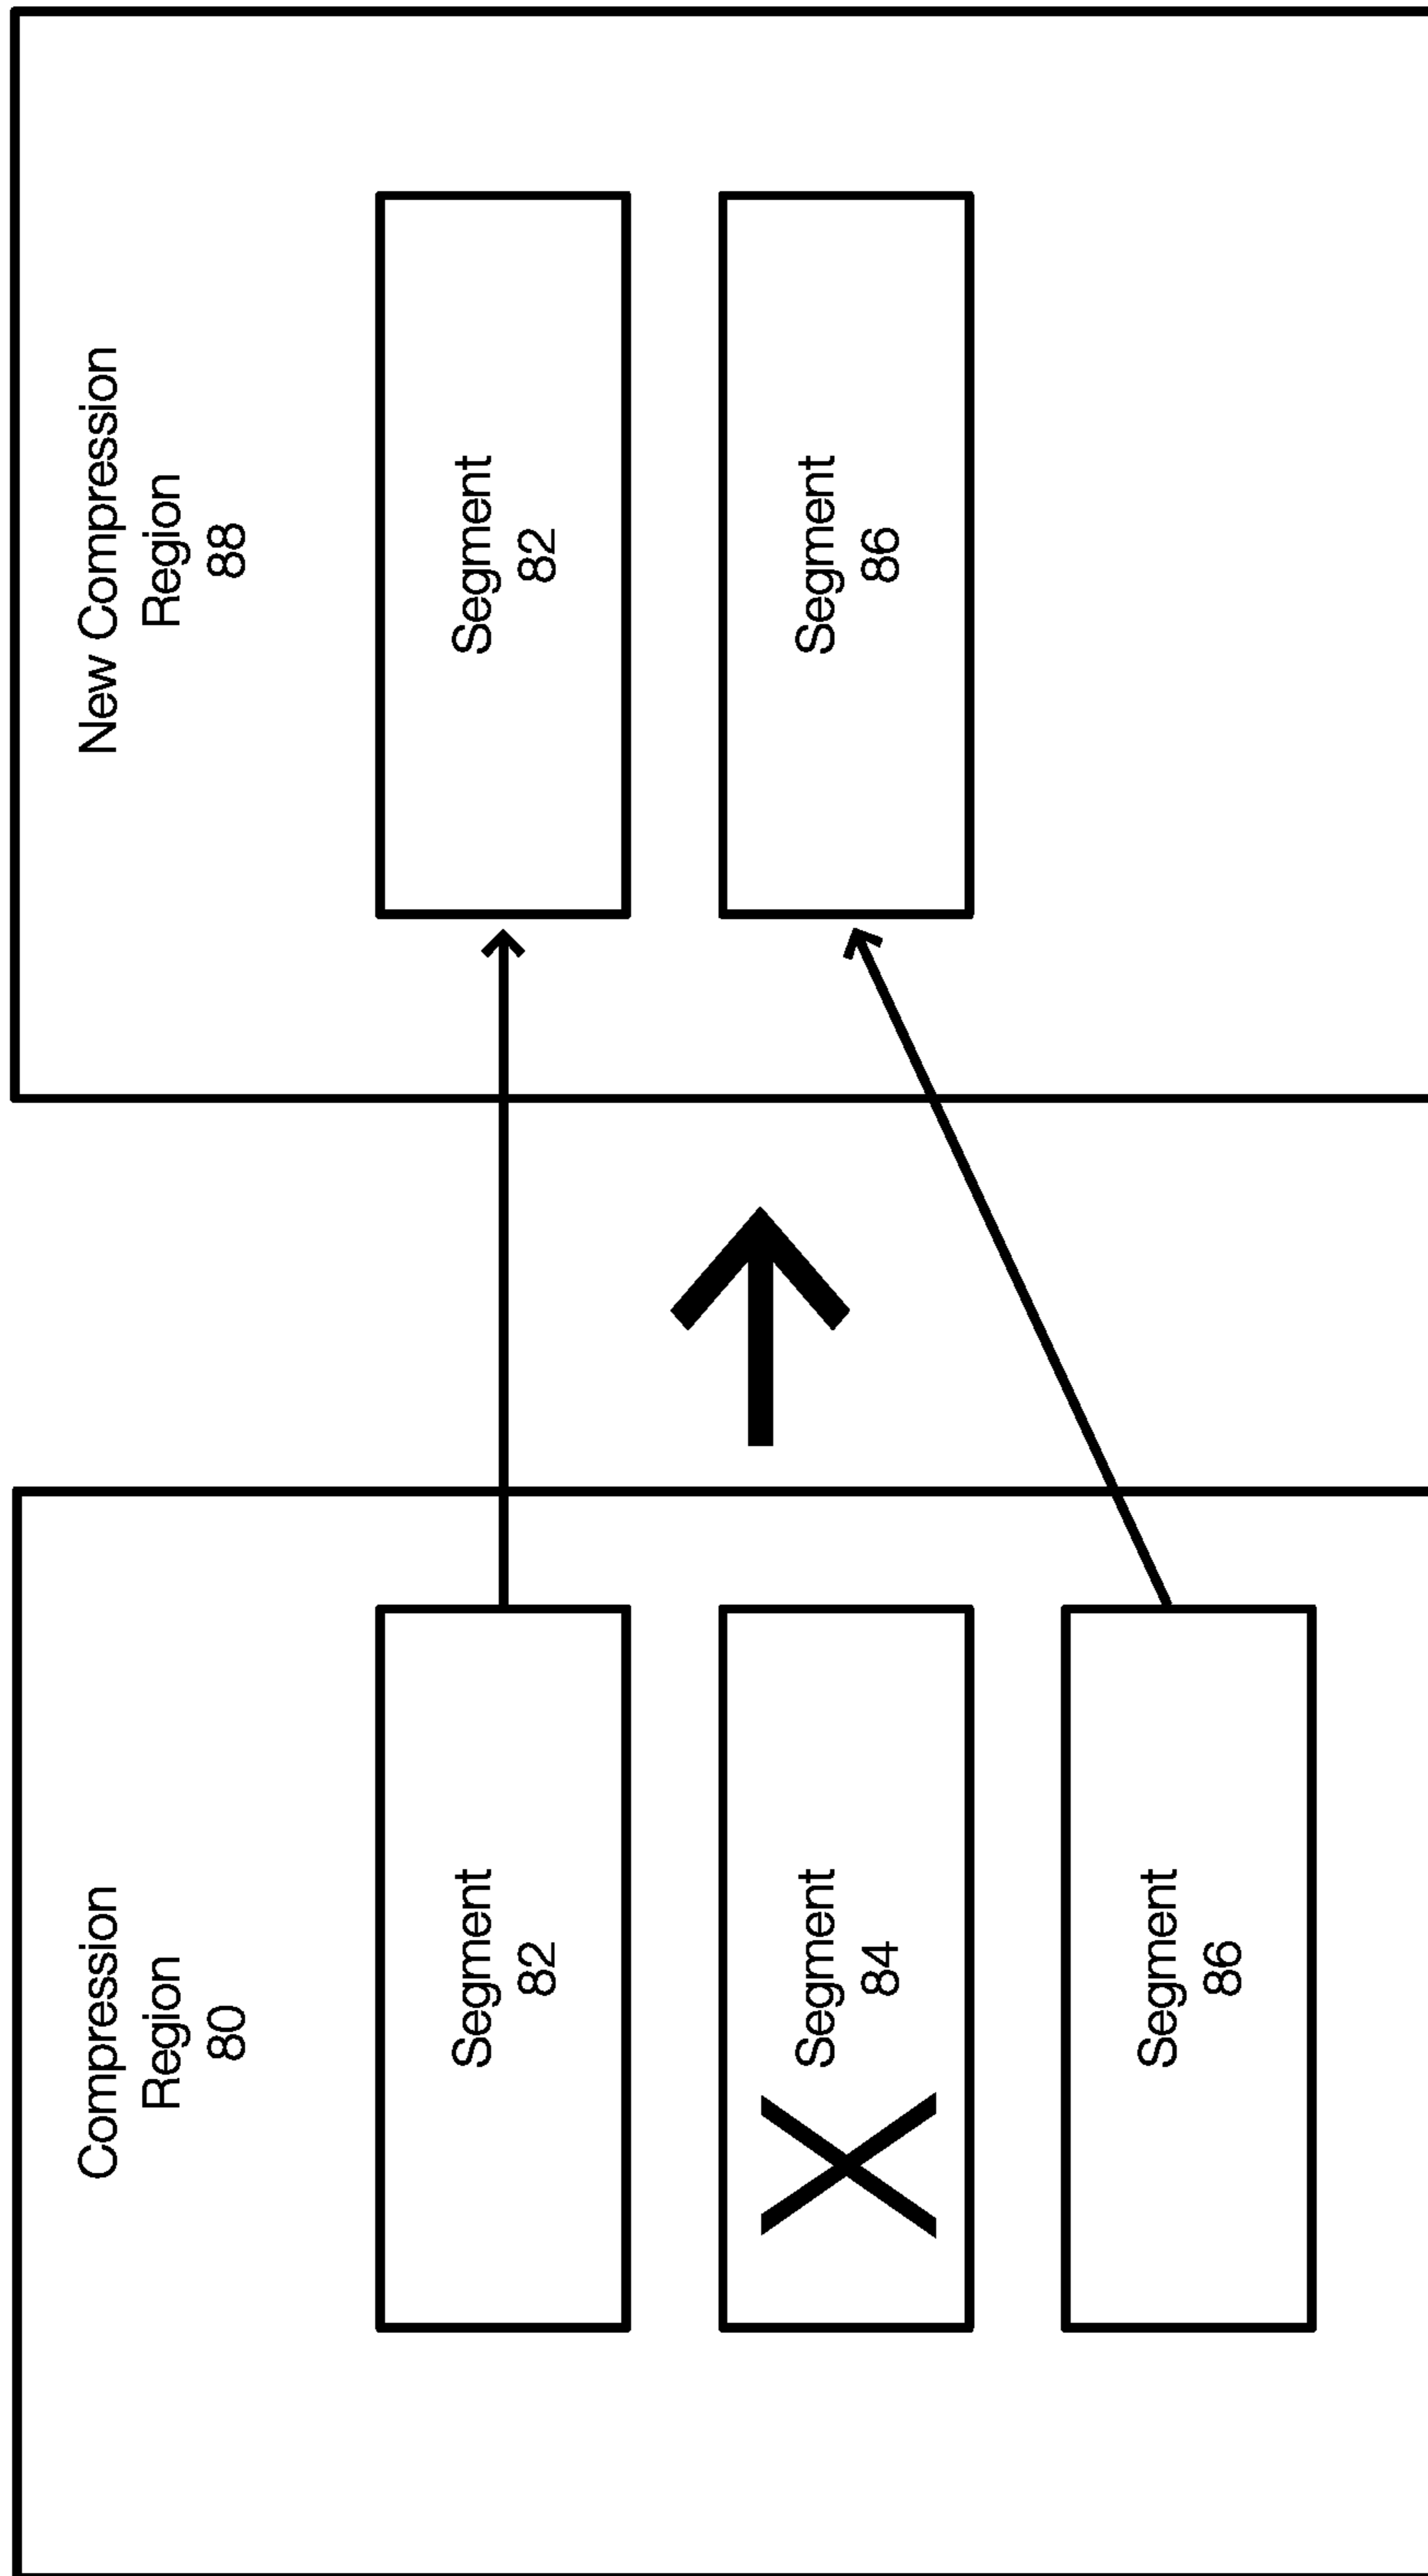 Compression
Region
80
Segment
82
Segment
84
X
Segment
86
New Compression
Region
88
Segment
82
Segment
86